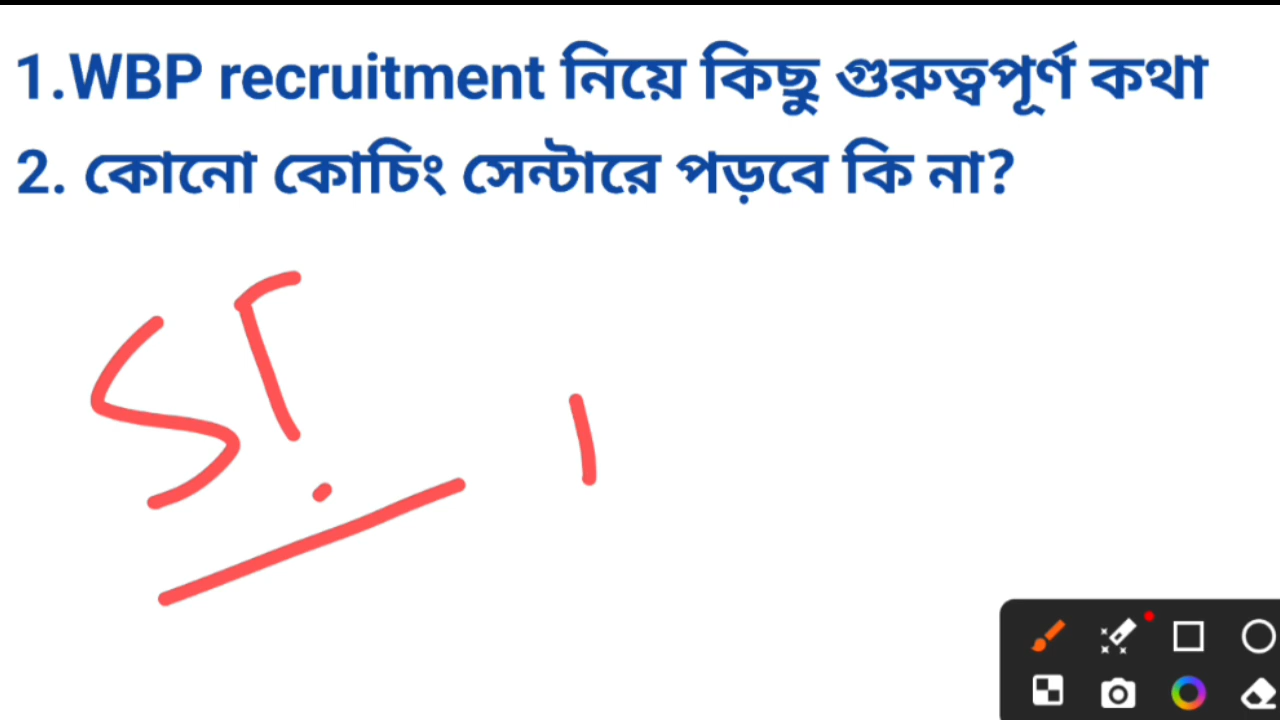 1.WBP recruitment নিয়ে কিছু গুরুত্বপূর্ণ কথা
2. কোনো কোচিং সেন্টারে পড়বে কি না?